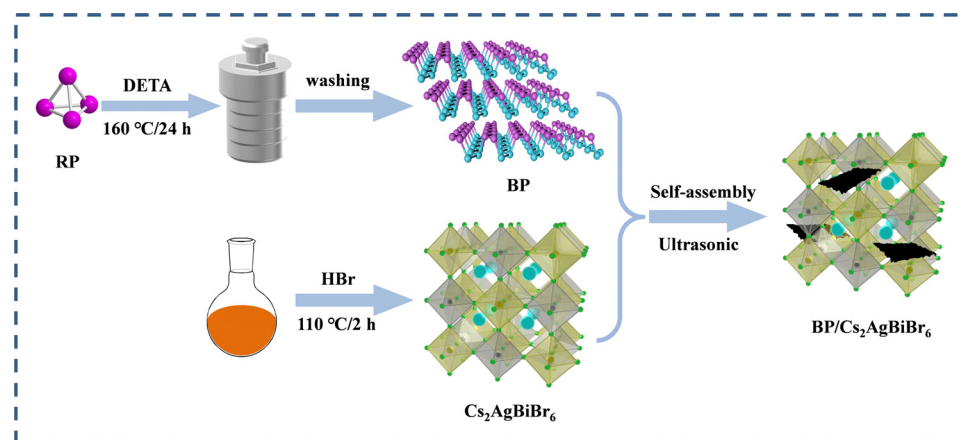 DETA
160 ℃/24 h
RP
washing
BP
HBr
110 ℃/2 h
Cs₂AgBiBr₆
Self-assembly
Ultrasonic
BP/Cs₂AgBiBr₆